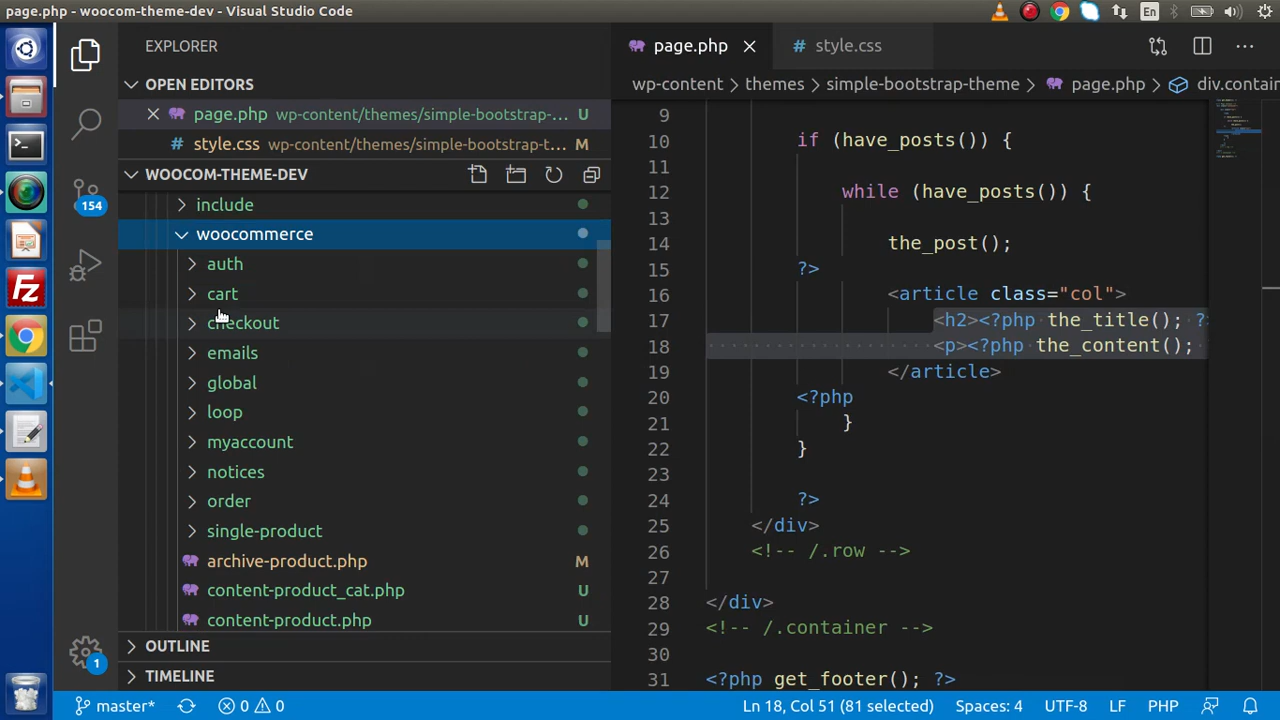 page.php - woocom-theme-dev - Visual Studio Code
En
EXPLORER
OPEN EDITORS
page.php wp-content/themes/simple-bootstrap-... U
style.css wp-content/themes/simple-bootstrap-t... M
WOOCOM-THEME-DEV
include
woocommerce
auth
cart
checkout
emails
global
loop
myaccount
notices
order
single-product
archive-product.php M
content-product_cat.php U
content-product.php U
OUTLINE
TIMELINE
154
1
page.php
style.css
wp-content > themes > simple-bootstrap-theme > page.php > div.contain
9
10 if (have_posts()) {
11
12 while (have_posts()) {
13
14 the_post();
15 ?>
16 <article class="col">
17 <h2><?php the_title(); ?
18 <p><?php the_content();
19 </article>
20 <?php
21 }
22 }
23
24 ?>
25 </div>
26 <!-- /.row -->
27
28 </div>
29 <!-- /.container -->
30
31 <?php get_footer(); ?>
master* 0 0 Ln 18, Col 51 (81 selected) Spaces: 4 UTF-8 LF PHP